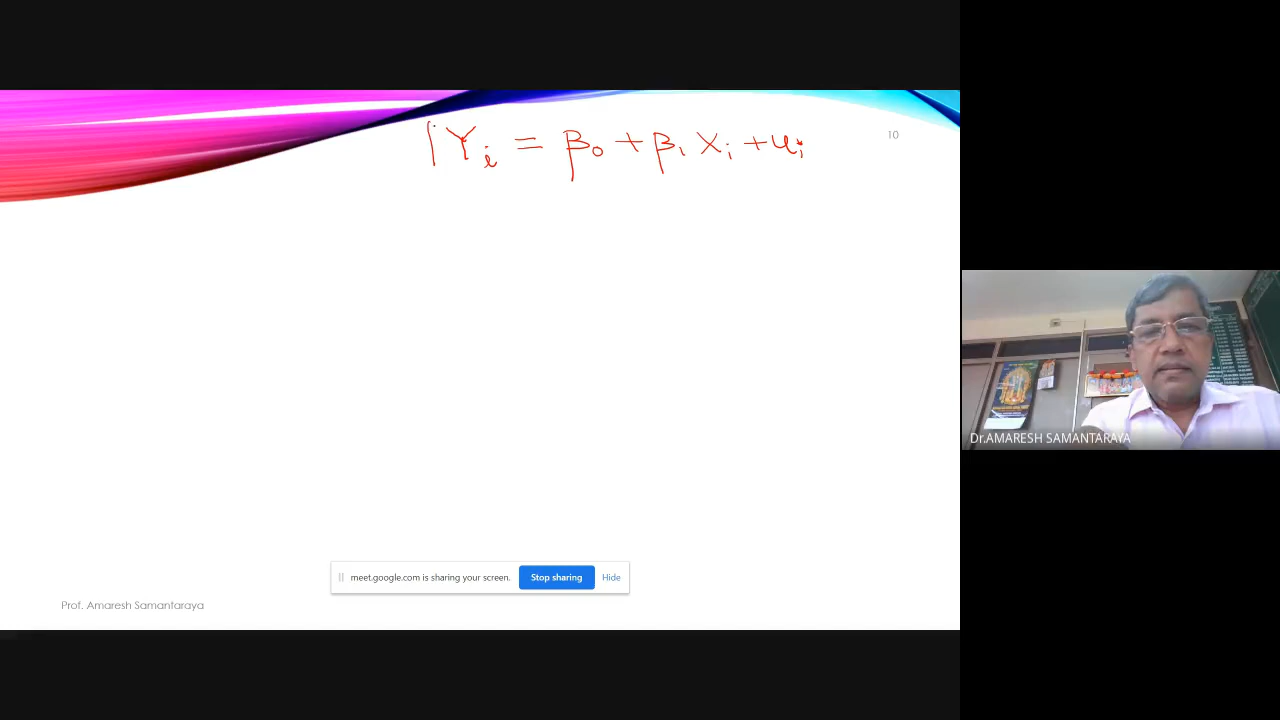 Yᵢ = β₀ + β₁ Xᵢ + uᵢ
10
Dr.AMARESH SAMANTARAYA
meet.google.com is sharing your screen. Stop sharing Hide
Prof. Amaresh Samantaraya